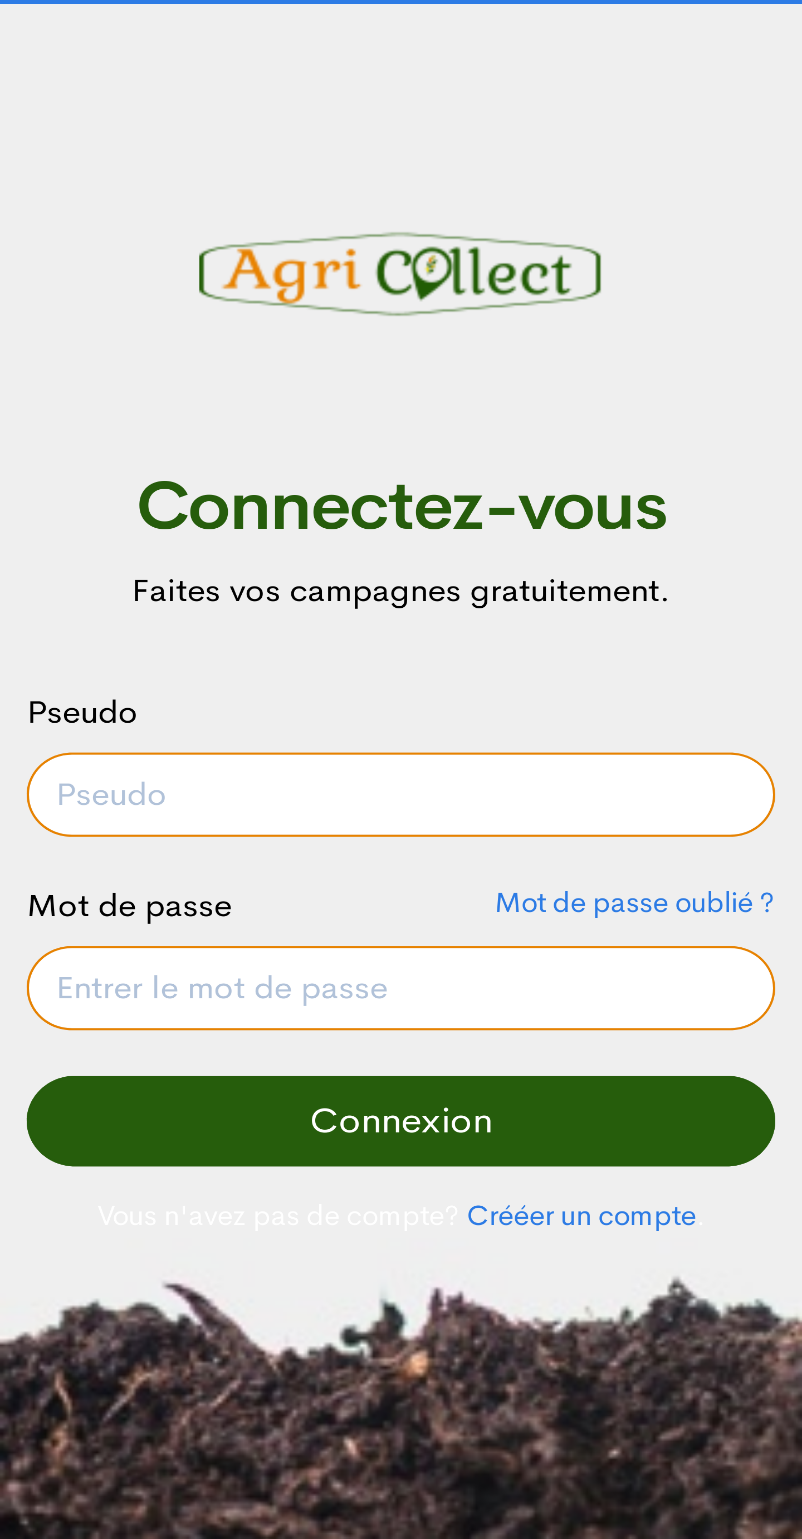 Agri Collect
Connectez-vous
Faites vos campagnes gratuitement.
Pseudo
Pseudo
Mot de passe
Mot de passe oublié ?
Entrer le mot de passe
Connexion
Vous n'avez pas de compte? Crééer un compte.